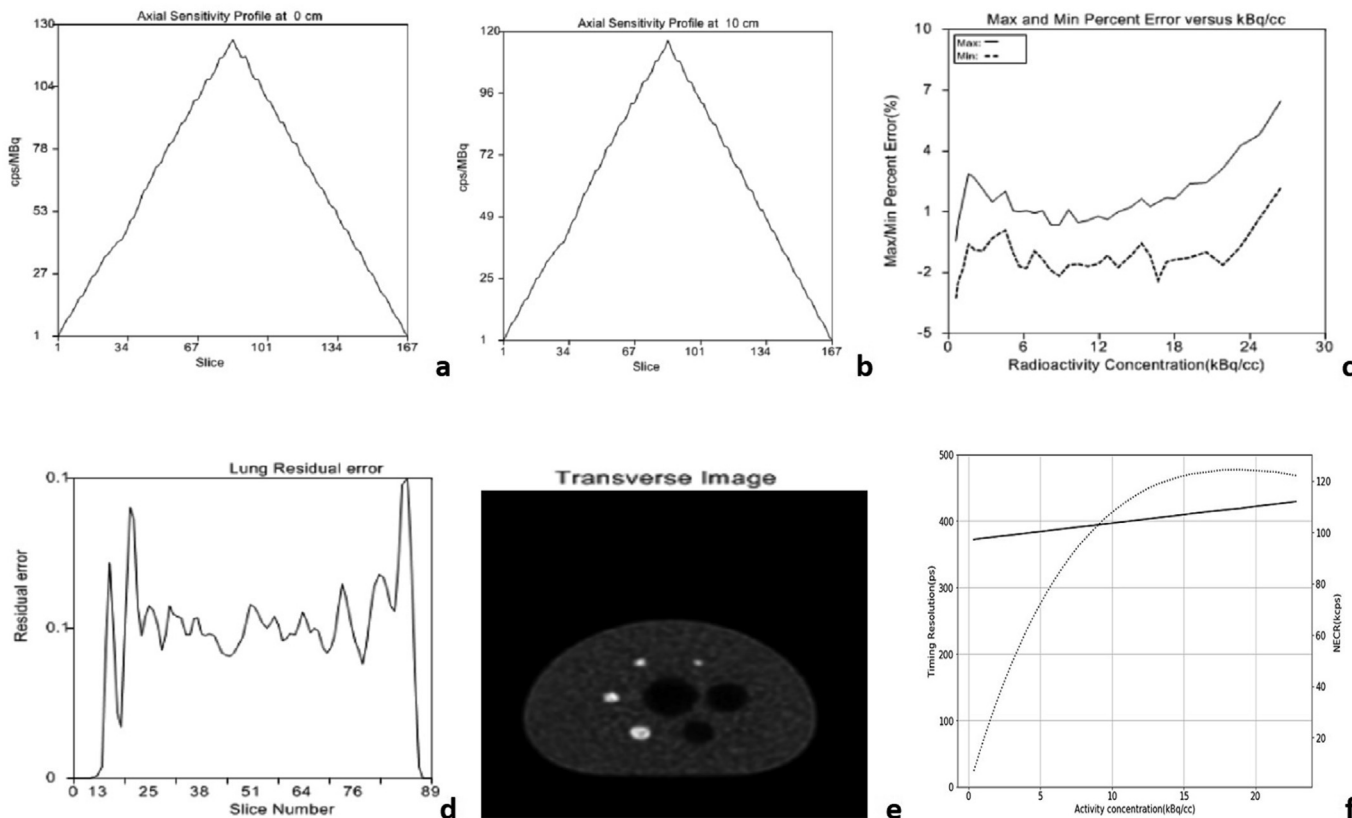 Axial Sensitivity Profile at 0 cm
130
104
78
53
27
1
cps/MBq
1 34 67 101 134 167
Slice
a
Axial Sensitivity Profile at 10 cm
120
96
72
49
25
1
cps/MBq
1 34 67 101 134 167
Slice
b
Max and Min Percent Error versus kBq/cc
Max:
Min:
10
7
4
1
-2
-5
Max/Min Percent Error(%)
0 6 12 18 24 30
Radioactivity Concentration(kBq/cc)
c
Lung Residual error
0.1
0.1
0
Residual error
0 13 25 38 51 64 76 89
Slice Number
d
Transverse Image
e
500
400
300
200
100
0
Timing Resolution(ps)
120
100
80
60
40
20
NECR(kcps)
0 5 10 15 20
Activity concentration(kBq/cc)
f